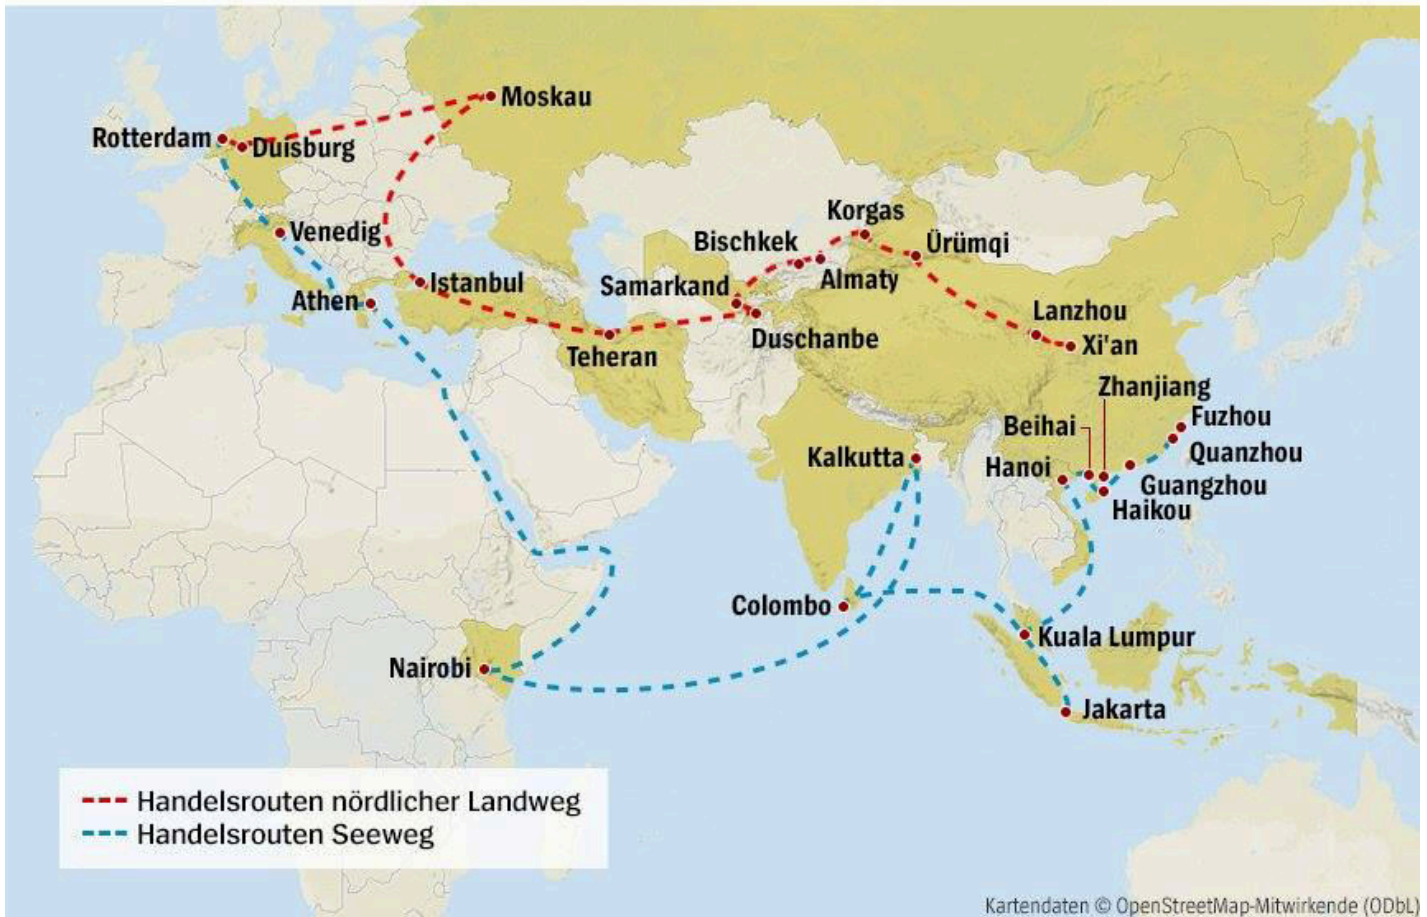 Moskau
Rotterdam
Duisburg
Venedig
Istanbul
Athen
Teheran
Samarkand
Duschanbe
Bischkek
Almaty
Korgas
Ürümqi
Lanzhou
Xi'an
Zhanjiang
Beihai
Fuzhou
Quanzhou
Hanoi
Guangzhou
Haikou
Kalkutta
Colombo
Kuala Lumpur
Nairobi
Jakarta
Handelsrouten nördlicher Landweg
Handelsrouten Seeweg
Kartendaten © OpenStreetMap-Mitwirkende (ODbL)